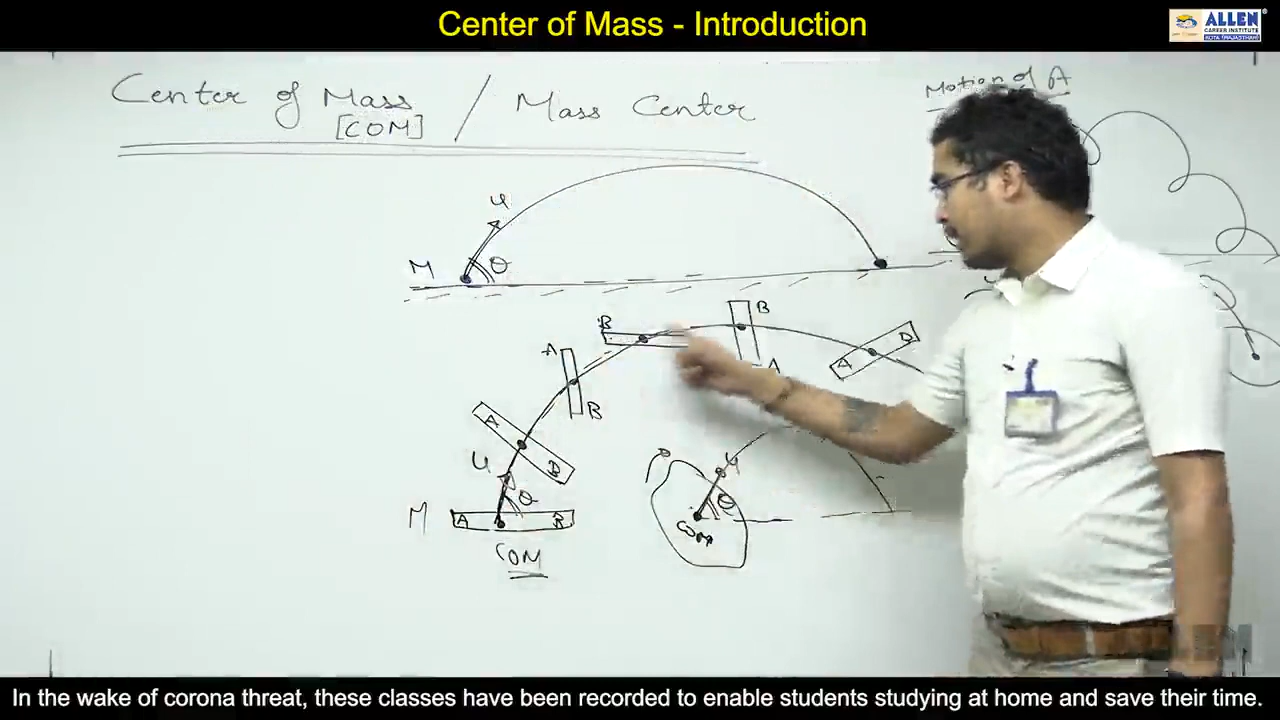 Center of Mass - Introduction
ALLEN
CAREER INSTITUTE
KOTA (RAJASTHAN)
Center of Mass / Mass Center
[COM]
Motion of A
u
M θ
B B
A A A B
B
A
u B
θ
M A B
COM
u
θ
COM
In the wake of corona threat, these classes have been recorded to enable students studying at home and save their time.